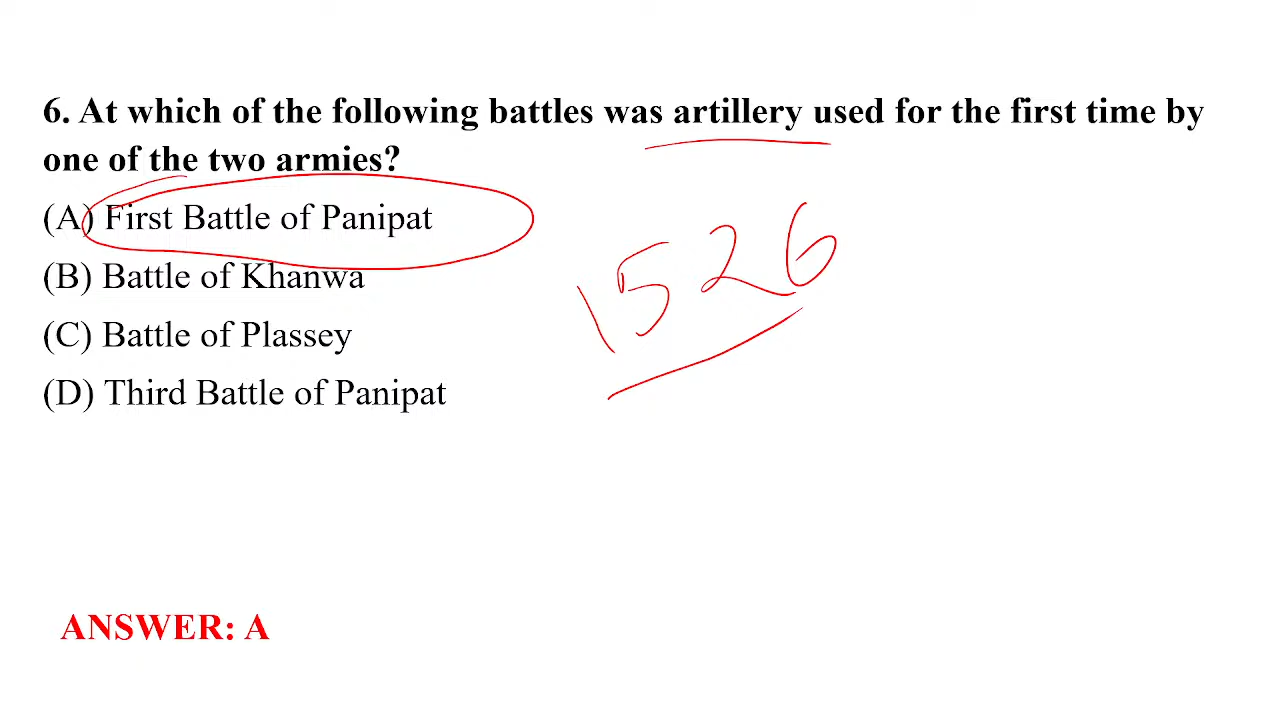 6. At which of the following battles was artillery used for the first time by
one of the two armies?
(A) First Battle of Panipat
(B) Battle of Khanwa
(C) Battle of Plassey
(D) Third Battle of Panipat
1526
ANSWER: A